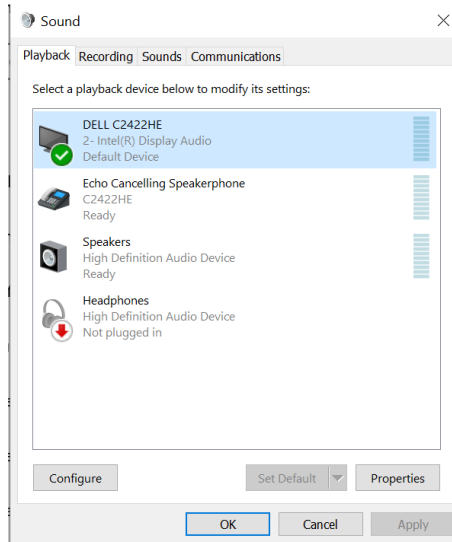 Sound
Playback Recording Sounds Communications
Select a playback device below to modify its settings:
DELL C2422HE
2- Intel(R) Display Audio
Default Device
Echo Cancelling Speakerphone
C2422HE
Ready
Speakers
High Definition Audio Device
Ready
Headphones
High Definition Audio Device
Not plugged in
Configure Set Default Properties
OK Cancel Apply